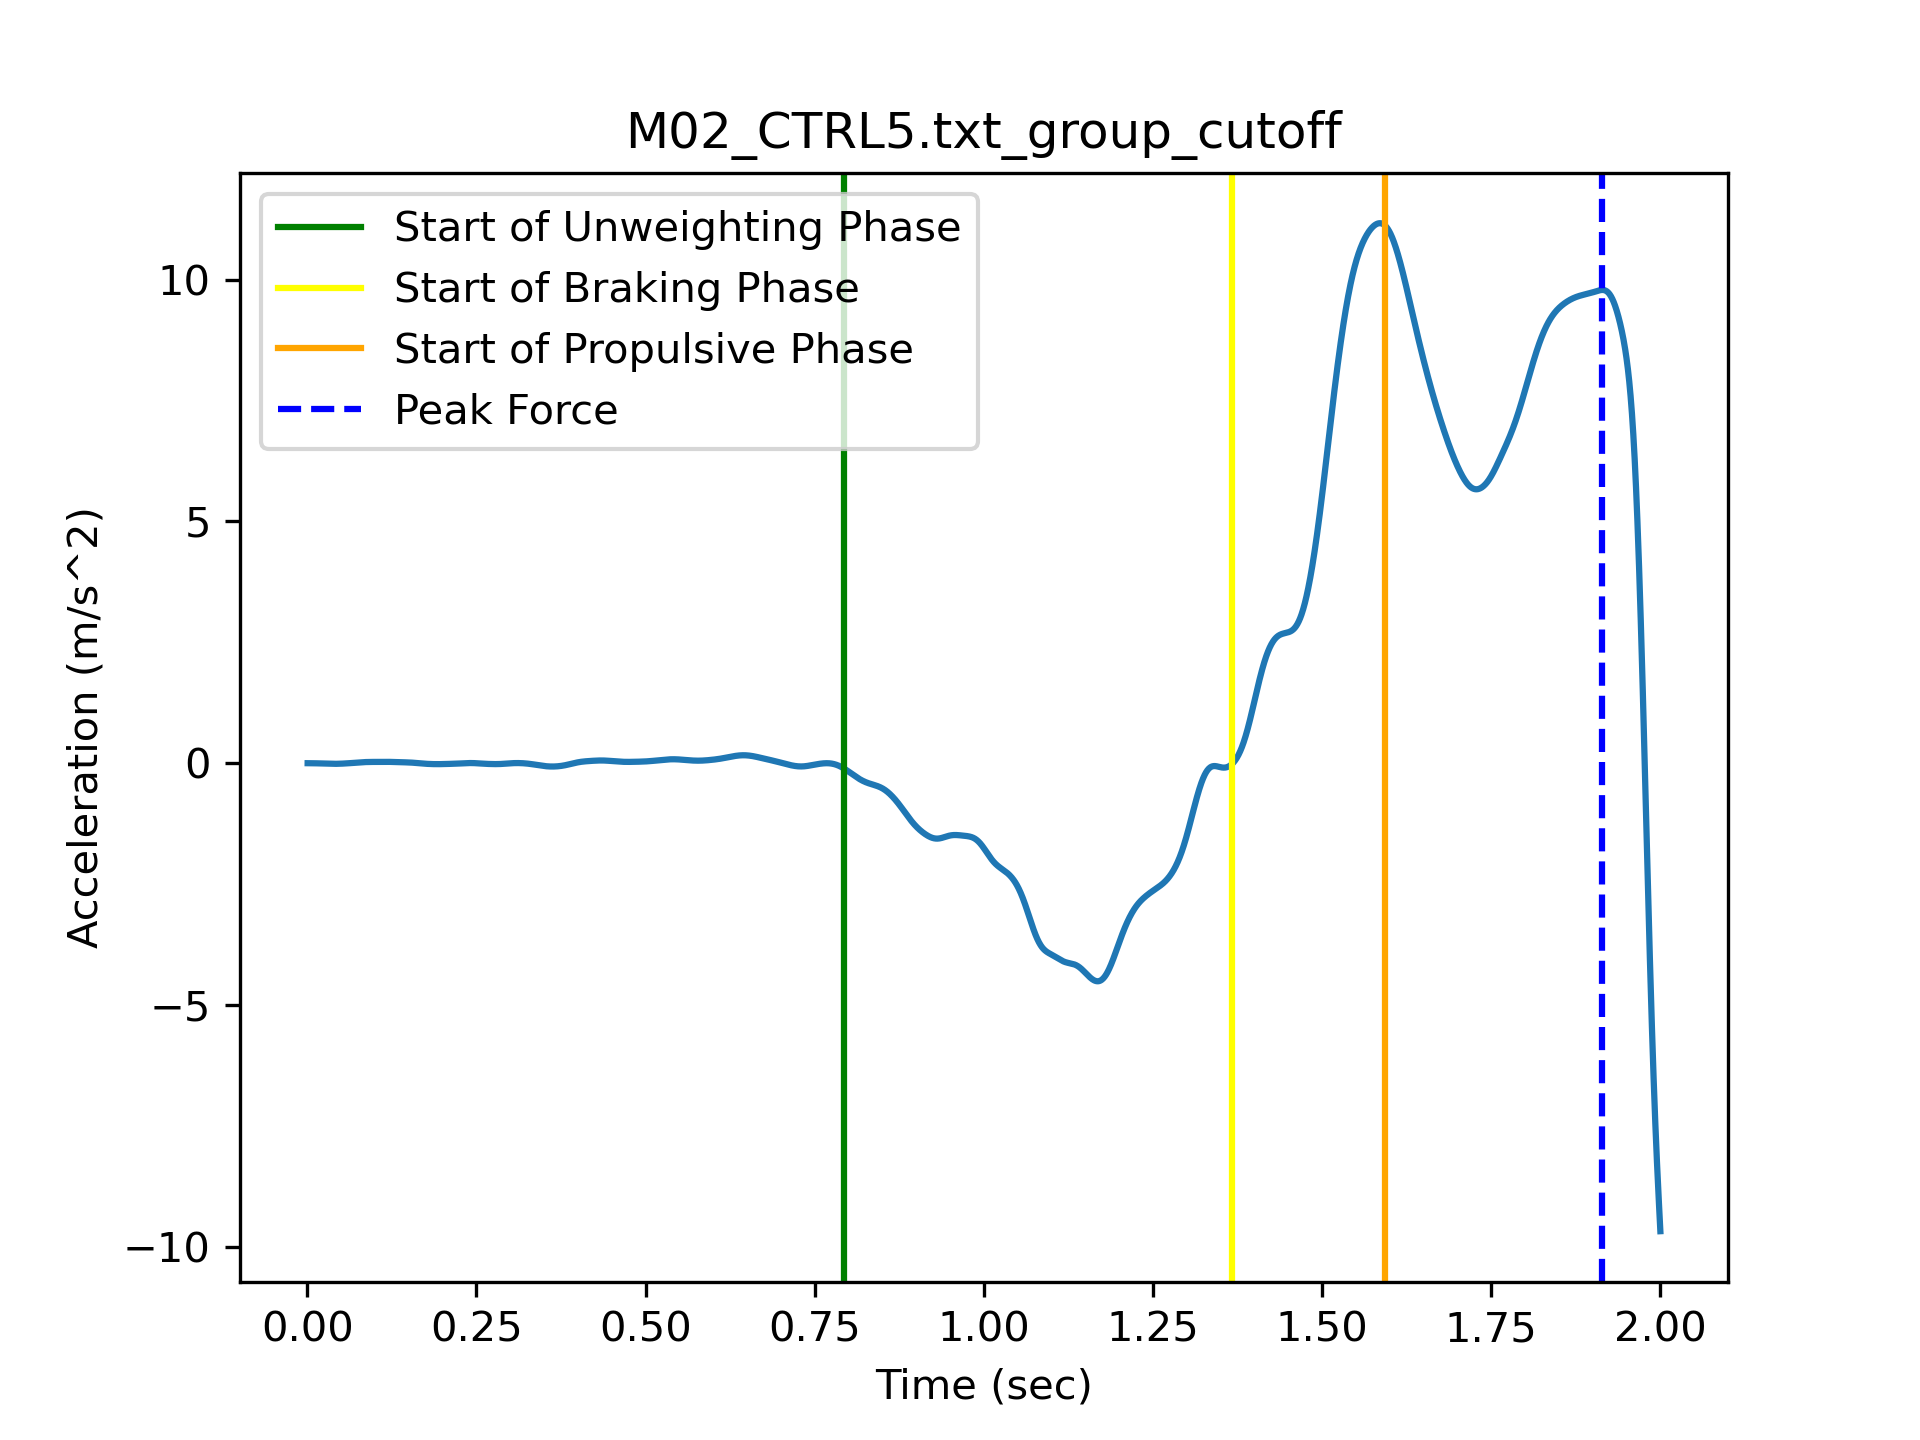 M02_CTRL5.txt_group_cutoff
Start of Unweighting Phase
Start of Braking Phase
Start of Propulsive Phase
Peak Force
Acceleration (m/s^2)
10
5
0
−5
−10
0.00 0.25 0.50 0.75 1.00 1.25 1.50 1.75 2.00
Time (sec)